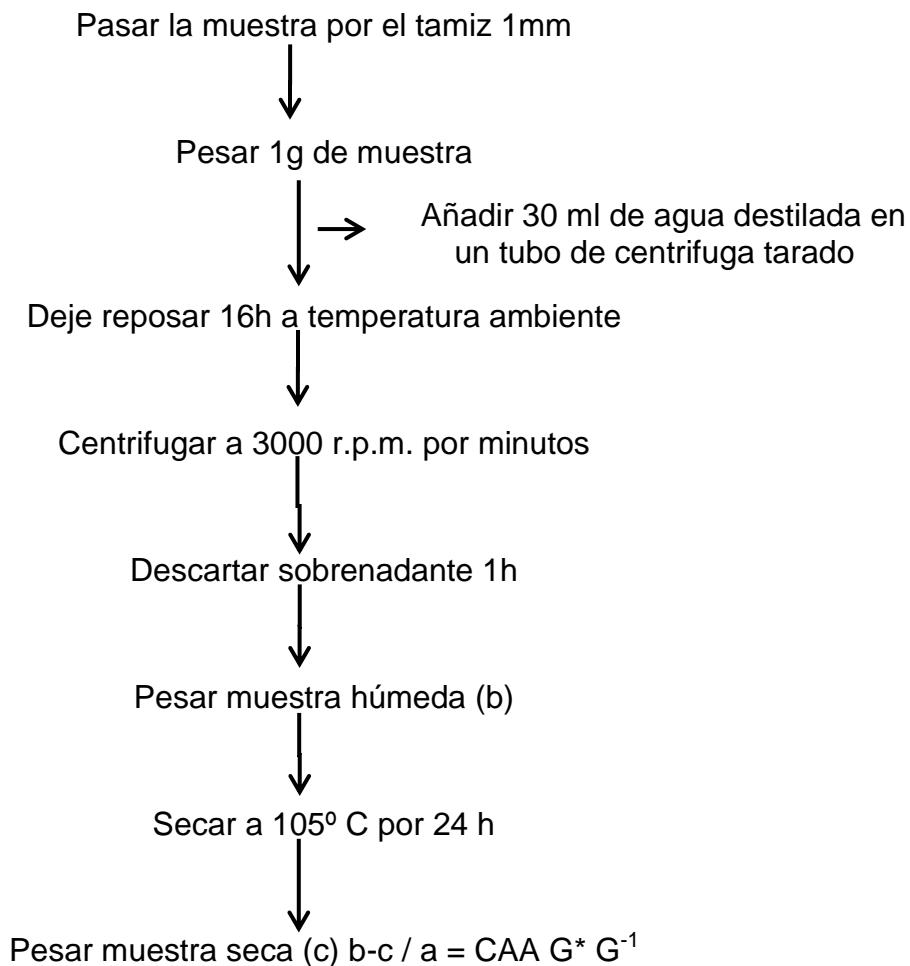 Pasar la muestra por el tamiz 1mm
Pesar 1g de muestra
Añadir 30 ml de agua destilada en
un tubo de centrifuga tarado
Deje reposar 16h a temperatura ambiente
Centrifugar a 3000 r.p.m. por minutos
Descartar sobrenadante 1h
Pesar muestra húmeda (b)
Secar a 105º C por 24 h
Pesar muestra seca (c) b-c / a = CAA G* G⁻¹